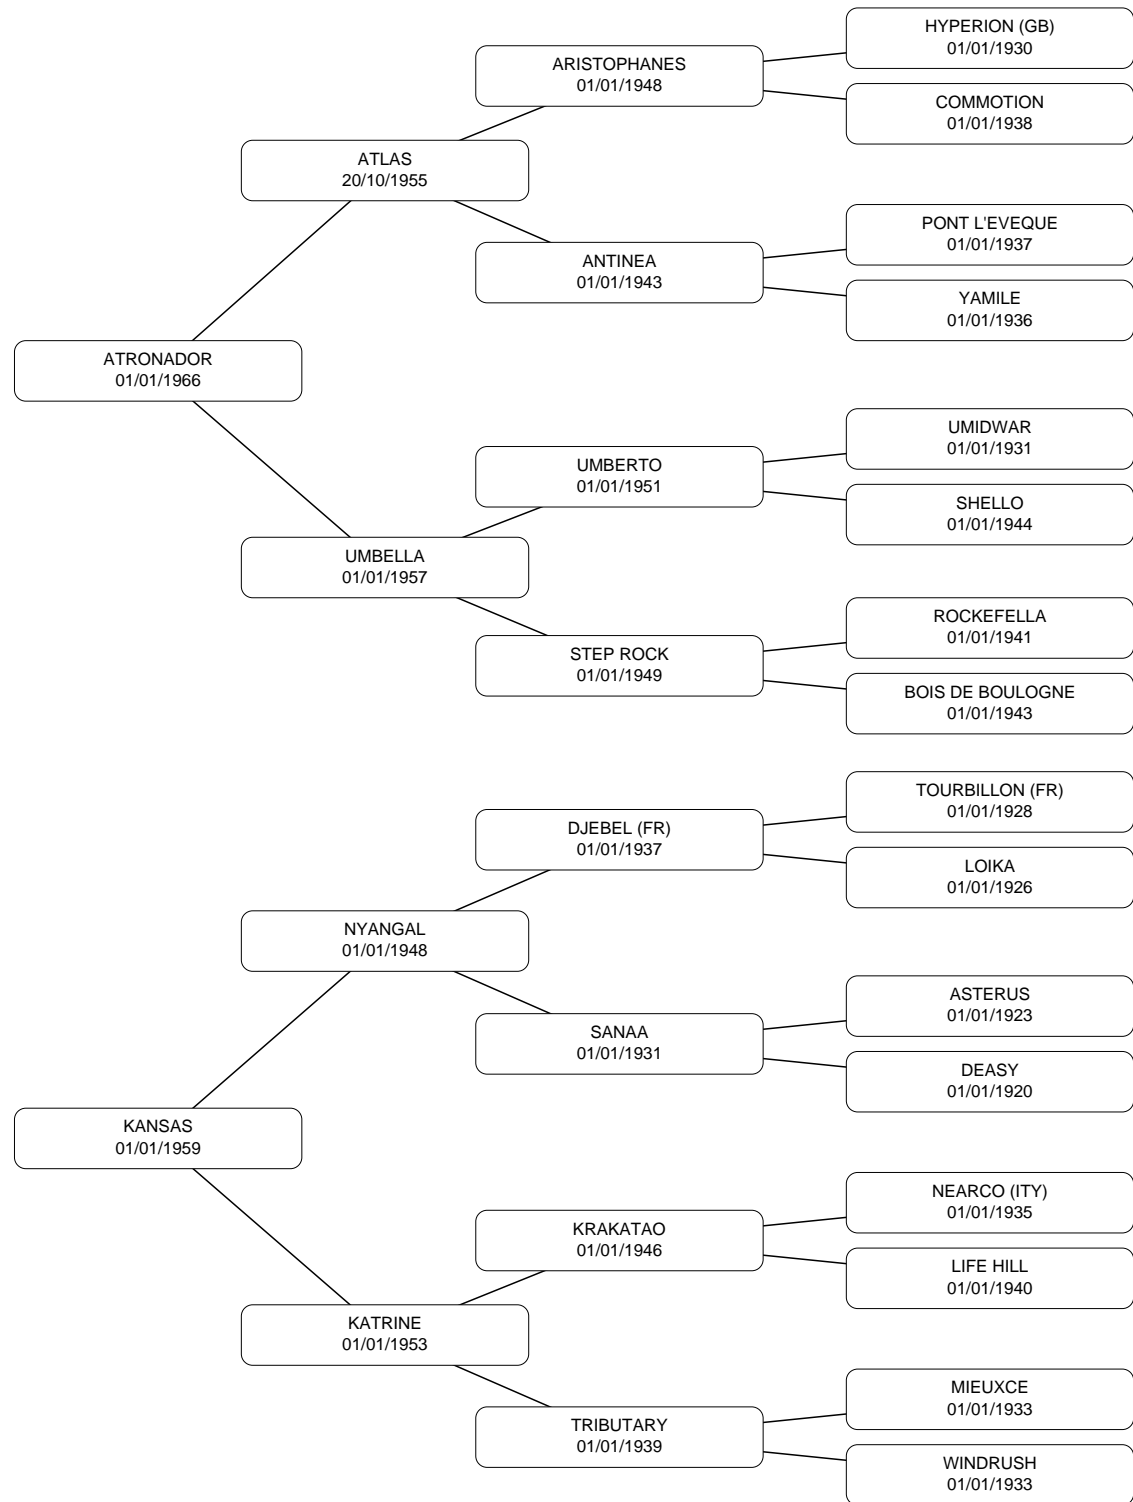 HYPERION (GB)
01/01/1930
ARISTOPHANES
01/01/1948
COMMOTION
01/01/1938
ATLAS
20/10/1955
PONT L'EVEQUE
01/01/1937
ANTINEA
01/01/1943
YAMILE
01/01/1936
ATRONADOR
01/01/1966
UMIDWAR
01/01/1931
UMBERTO
01/01/1951
SHELLO
01/01/1944
UMBELLA
01/01/1957
ROCKEFELLA
01/01/1941
STEP ROCK
01/01/1949
BOIS DE BOULOGNE
01/01/1943
TOURBILLON (FR)
01/01/1928
DJEBEL (FR)
01/01/1937
LOIKA
01/01/1926
NYANGAL
01/01/1948
ASTERUS
01/01/1923
SANAA
01/01/1931
DEASY
01/01/1920
KANSAS
01/01/1959
NEARCO (ITY)
01/01/1935
KRAKATAO
01/01/1946
LIFE HILL
01/01/1940
KATRINE
01/01/1953
MIEUXCE
01/01/1933
TRIBUTARY
01/01/1939
WINDRUSH
01/01/1933